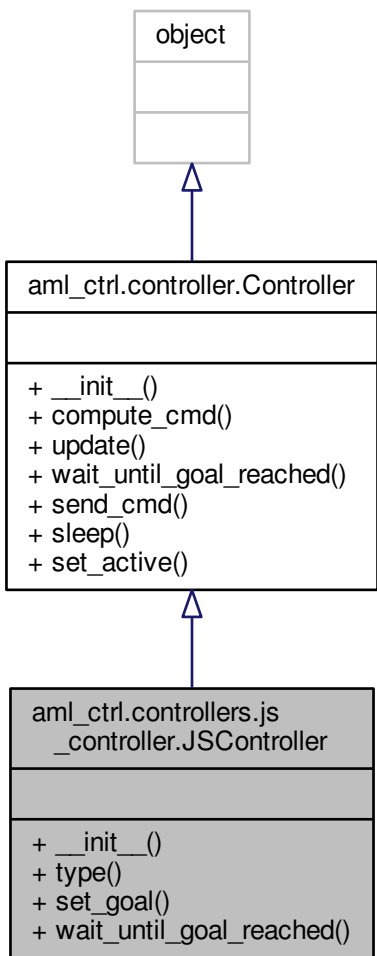 object
aml_ctrl.controller.Controller
+ __init__()
+ compute_cmd()
+ update()
+ wait_until_goal_reached()
+ send_cmd()
+ sleep()
+ set_active()
aml_ctrl.controllers.js
_controller.JSController
+ __init__()
+ type()
+ set_goal()
+ wait_until_goal_reached()